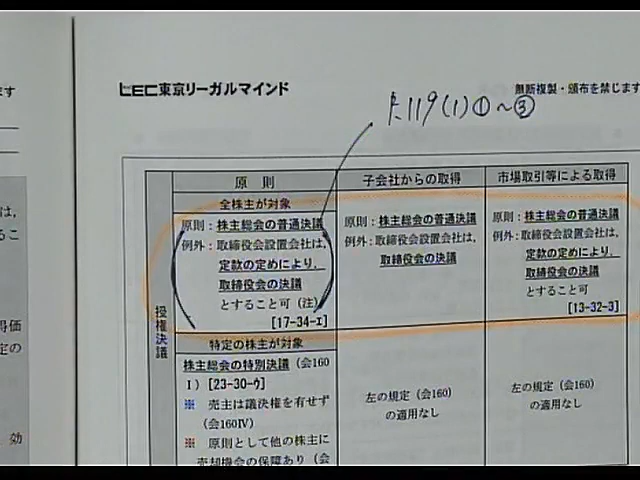 ます
LEC東京リーガルマインド
無断複製・頒布を禁じます
P.119(1)①~③
授権決議
原則
子会社からの取得
市場取引等による取得
全株主が対象
原則:株主総会の普通決議
例外:取締役会設置会社は,
定款の定めにより,
取締役会の決議
とすること可(注)
[17-34-エ]
原則:株主総会の普通決議
例外:取締役会設置会社は,
取締役会の決議
原則:株主総会の普通決議
例外:取締役会設置会社は,
定款の定めにより,
取締役会の決議
とすること可
[13-32-3]
特定の株主が対象
株主総会の特別決議(会160
Ⅰ)[23-30-ウ]
※ 売主は議決権を有せず
(会160Ⅳ)
※ 原則として他の株主に
売却機会の保障あり(会
左の規定(会160)
の適用なし
左の規定(会160)
の適用なし
は,
るこ
得価
定の
効